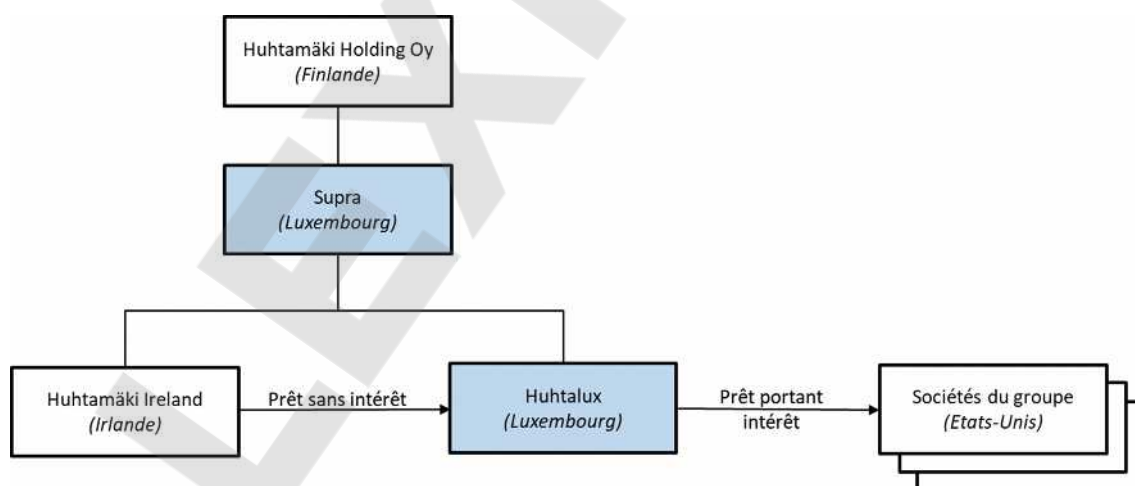 Huhtamäki Holding Oy
(Finlande)
Supra
(Luxembourg)
Huhtamäki Ireland
(Irlande)
Prêt sans intérêt
Huhtalux
(Luxembourg)
Prêt portant
intérêt
Sociétés du groupe
(Etats-Unis)